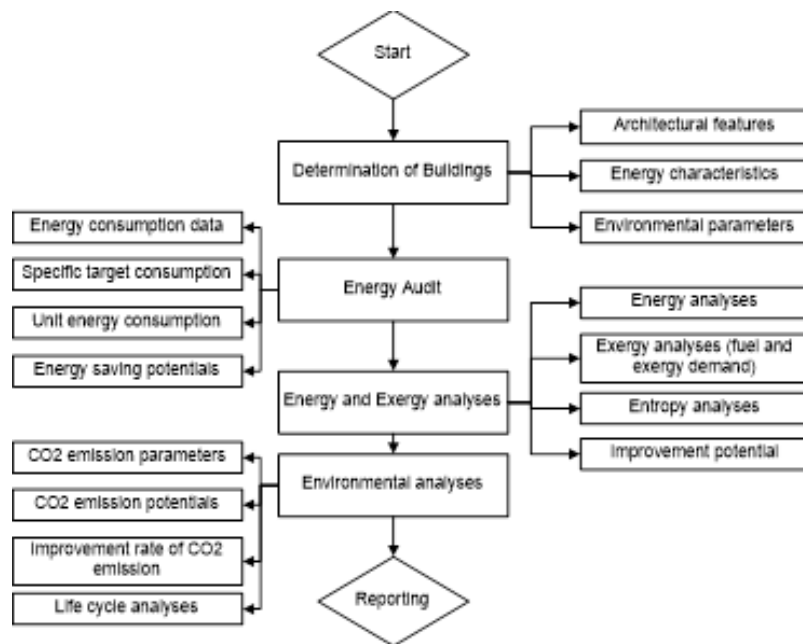 Start
Determination of Buildings
Architectural features
Energy characteristics
Environmental parameters
Energy Audit
Energy consumption data
Specific target consumption
Unit energy consumption
Energy saving potentials
Energy and Exergy analyses
Energy analyses
Exergy analyses (fuel and
exergy demand)
Entropy analyses
Improvement potential
Environmental analyses
CO2 emission parameters
CO2 emission potentials
Improvement rate of CO2
emission
Life cycle analyses
Reporting